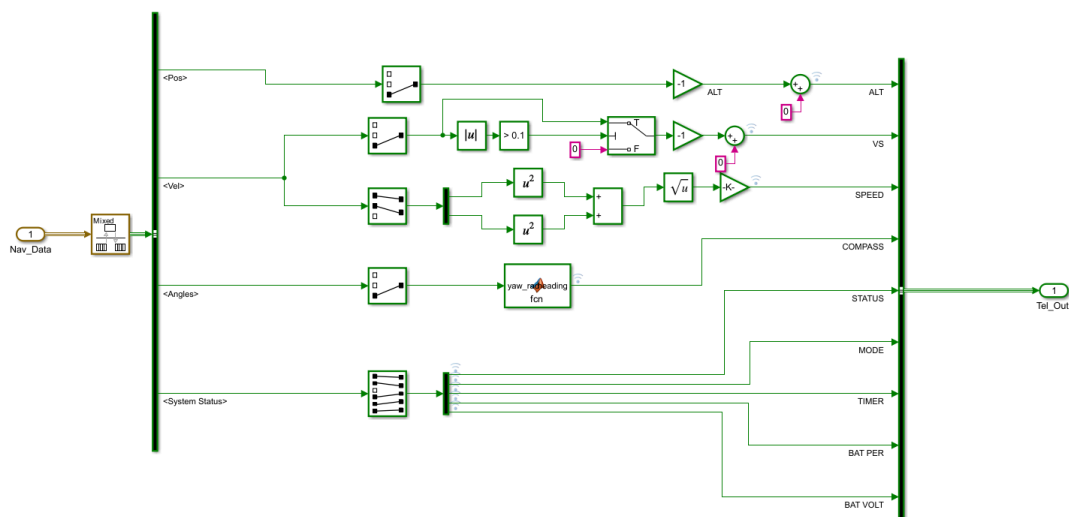 <Pos>
-1
ALT
+
+
0
ALT
|u|
> 0.1
T
F
0
-1
+
+
0
VS
<Vel>
u²
u²
+
+
√u
-K-
SPEED
Mixed
1
Nav_Data
COMPASS
<Angles>
fcn
STATUS
1
Tel_Out
MODE
<System Status>
TIMER
BAT PER
BAT VOLT